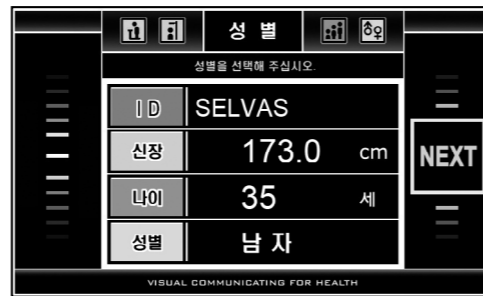 성 별
성별을 선택해 주십시오.
ID SELVAS
신장 173.0 cm
나이 35 세
성별 남 자
NEXT
VISUAL COMMUNICATING FOR HEALTH